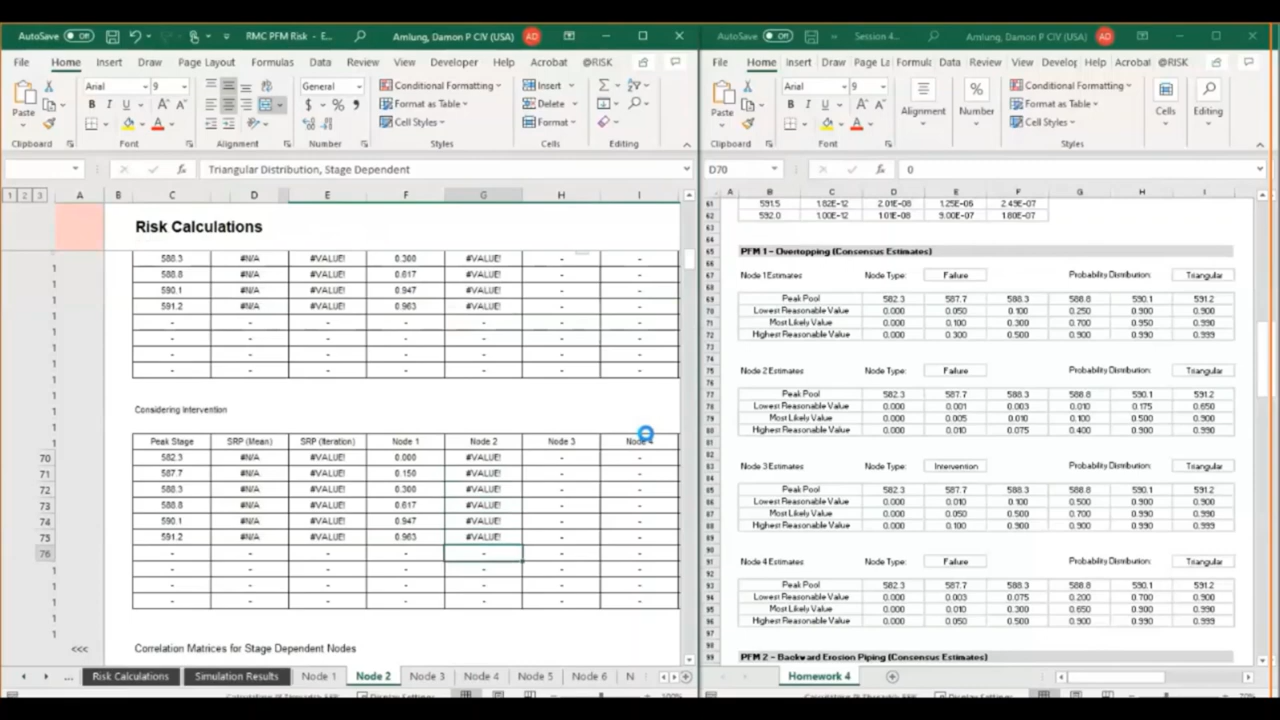 AutoSave Off RMC PFM Risk - E... Amlung, Damon P CIV (USA) AD
File Home Insert Draw Page Layout Formulas Data Review View Developer Help Acrobat @RISK
Paste Arial 9 General Conditional Formatting Insert
B I U Format as Table Delete
Cell Styles Format
Clipboard Font Alignment Number Styles Cells Editing
Triangular Distribution, Stage Dependent
1 2 3 A B C D E F G H I
Risk Calculations
588.3 #N/A #VALUE! 0.300 #VALUE! - -
588.8 #N/A #VALUE! 0.617 #VALUE! - -
590.1 #N/A #VALUE! 0.947 #VALUE! - -
591.2 #N/A #VALUE! 0.963 #VALUE! - -
- - - - - - -
- - - - - - -
- - - - - - -
- - - - - - -
Considering Intervention
Peak Stage SRP (Mean) SRP (Iteration) Node 1 Node 2 Node 3
70 582.3 #N/A #VALUE! 0.000 #VALUE! - -
71 587.7 #N/A #VALUE! 0.150 #VALUE! - -
72 588.3 #N/A #VALUE! 0.300 #VALUE! - -
73 588.8 #N/A #VALUE! 0.617 #VALUE! - -
74 590.1 #N/A #VALUE! 0.947 #VALUE! - -
75 591.2 #N/A #VALUE! 0.963 #VALUE! - -
76 - - - - - - -
- - - - - - -
- - - - - - -
- - - - - - -
<<< Correlation Matrices for Stage Dependent Nodes
... Risk Calculations Simulation Results Node 1 Node 2 Node 3 Node 4 Node 5 Node 6 N
AutoSave Off Session 4... Amlung, Damon P CIV (USA) AD
File Home Insert Draw Page La Formula Data Review View Develop Help Acrobat @RISK
Paste Arial 9 Alignment Number Conditional Formatting Cells Editing
B I U Format as Table
Cell Styles
Clipboard Font Styles
D70 0
A B C D E F G H I
61 591.5 1.82E-12 2.01E-08 1.25E-06 2.49E-07
62 592.0 1.00E-12 1.01E-08 9.00E-07 1.80E-07
63
64
65 PFM 1 - Overtopping (Consensus Estimates)
66
67 Node 1 Estimates Node Type: Failure Probability Distribution: Triangular
68
69 Peak Pool 582.3 587.7 588.3 588.8 590.1 591.2
70 Lowest Reasonable Value 0.000 0.050 0.100 0.250 0.900 0.900
71 Most Likely Value 0.000 0.100 0.300 0.700 0.950 0.990
72 Highest Reasonable Value 0.000 0.300 0.500 0.900 0.990 0.999
73
74
75 Node 2 Estimates Node Type: Failure Probability Distribution: Triangular
76
77 Peak Pool 582.3 587.7 588.3 588.8 590.1 591.2
78 Lowest Reasonable Value 0.000 0.001 0.003 0.010 0.175 0.650
79 Most Likely Value 0.000 0.005 0.010 0.100 0.500 0.900
80 Highest Reasonable Value 0.000 0.010 0.075 0.400 0.900 0.990
81
82
83 Node 3 Estimates Node Type: Intervention Probability Distribution: Triangular
84
85 Peak Pool 582.3 587.7 588.3 588.8 590.1 591.2
86 Lowest Reasonable Value 0.000 0.010 0.100 0.500 0.900 0.900
87 Most Likely Value 0.000 0.050 0.500 0.700 0.990 0.990
88 Highest Reasonable Value 0.000 0.100 0.900 0.900 0.990 0.999
89
90
91 Node 4 Estimates Node Type: Failure Probability Distribution: Triangular
92
93 Peak Pool 582.3 587.7 588.3 588.8 590.1 591.2
94 Lowest Reasonable Value 0.000 0.003 0.075 0.200 0.700 0.900
95 Most Likely Value 0.000 0.010 0.300 0.650 0.900 0.990
96 Highest Reasonable Value 0.000 0.050 0.500 0.900 0.990 0.999
97
98
99 PFM 2 - Backward Erosion Piping (Consensus Estimates)
Homework 4